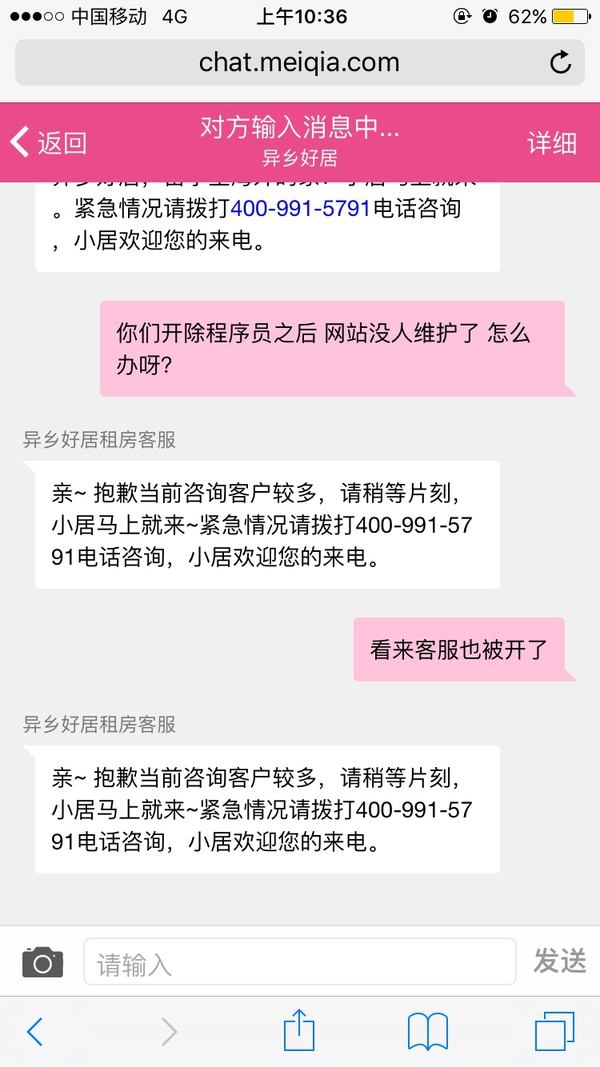 中国移动 4G 上午10:36 62%
chat.meiqia.com
返回 对方输入消息中... 详细
异乡好居
。紧急情况请拨打400-991-5791电话咨询
，小居欢迎您的来电。
你们开除程序员之后 网站没人维护了 怎么
办呀？
异乡好居租房客服
亲~ 抱歉当前咨询客户较多，请稍等片刻，
小居马上就来~紧急情况请拨打400-991-57
91电话咨询，小居欢迎您的来电。
看来客服也被开了
异乡好居租房客服
亲~ 抱歉当前咨询客户较多，请稍等片刻，
小居马上就来~紧急情况请拨打400-991-57
91电话咨询，小居欢迎您的来电。
请输入 发送